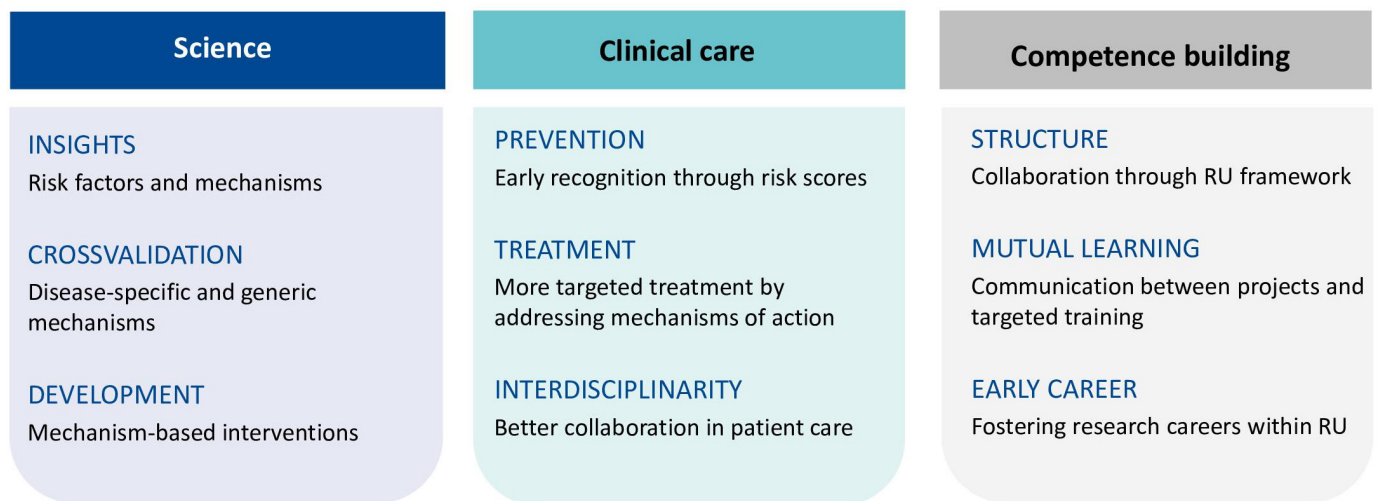 Science
INSIGHTS
Risk factors and mechanisms
CROSSVALIDATION
Disease-specific and generic
mechanisms
DEVELOPMENT
Mechanism-based interventions
Clinical care
PREVENTION
Early recognition through risk scores
TREATMENT
More targeted treatment by
addressing mechanisms of action
INTERDISCIPLINARITY
Better collaboration in patient care
Competence building
STRUCTURE
Collaboration through RU framework
MUTUAL LEARNING
Communication between projects and
targeted training
EARLY CAREER
Fostering research careers within RU